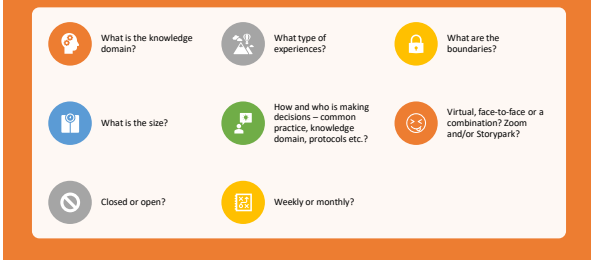 What is the knowledge
domain?
What type of
experiences?
What are the
boundaries?
What is the size?
How and who is making
decisions – common
practice, knowledge
domain, protocols etc.?
Virtual, face-to-face or a
combination? Zoom
and/or Storypark?
Closed or open?
Weekly or monthly?